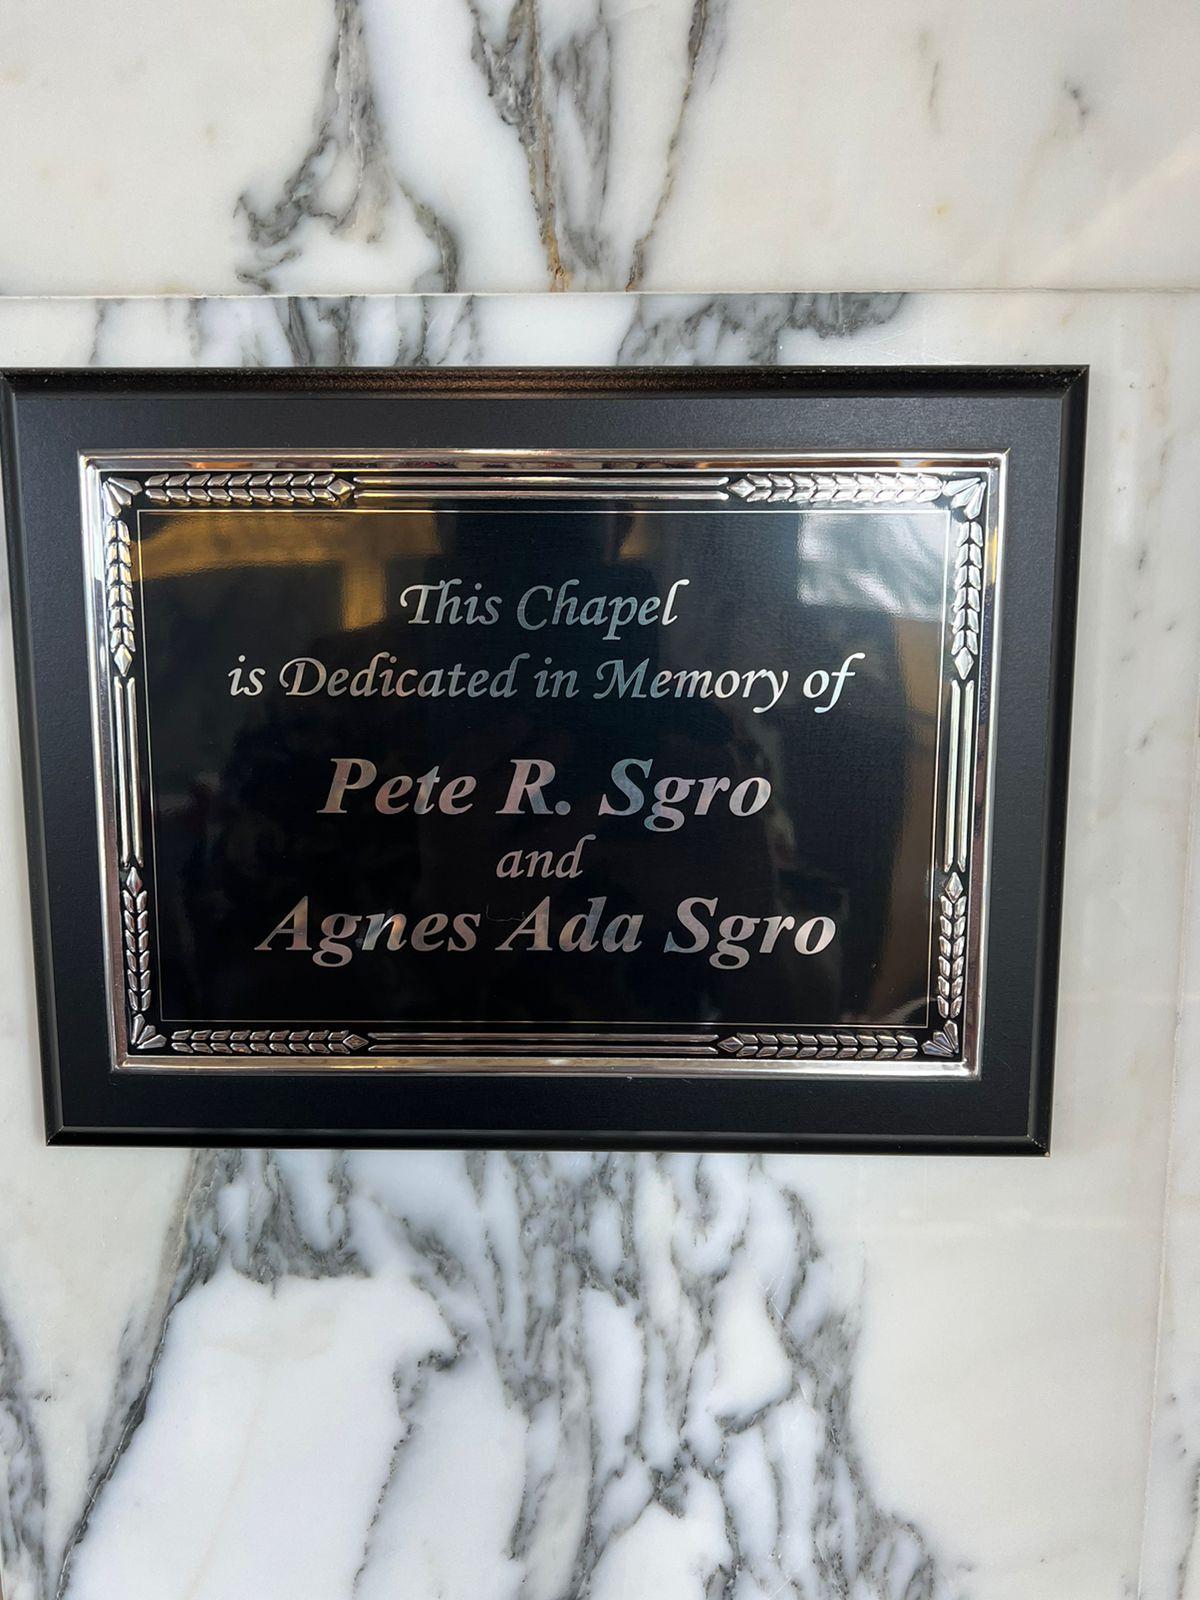 This Chapel
is Dedicated in Memory of
Pete R. Sgro
and
Agnes Ada Sgro